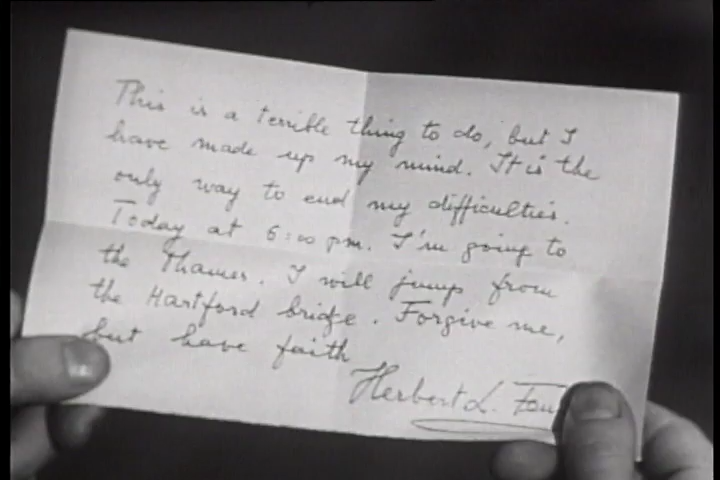 This is a terrible thing to do, but I
have made up my mind. It is the
only way to end my difficulties.
Today at 6:00 pm. I'm going to
the Thames. I will jump from
the Hartford bridge. Forgive me,
but have faith
Herbert L.